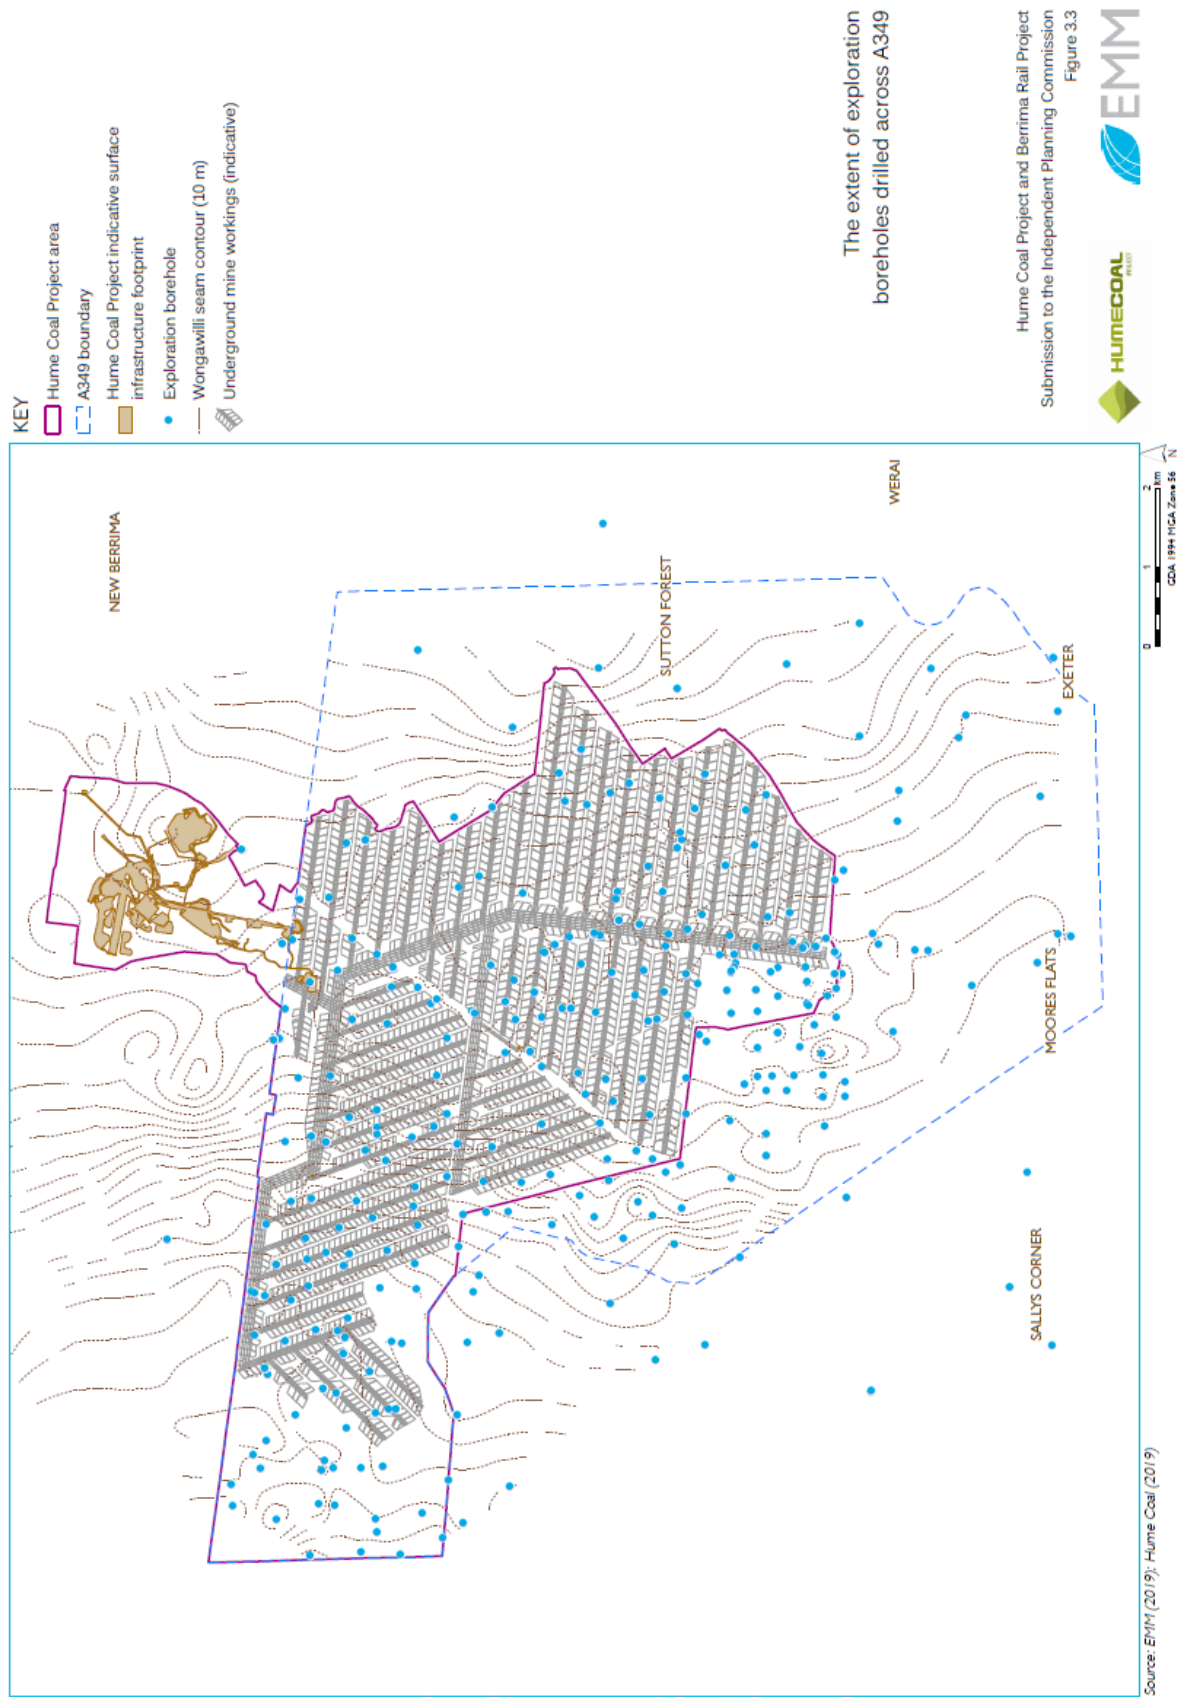 KEY
Hume Coal Project area
A349 boundary
Hume Coal Project indicative surface
infrastructure footprint
Exploration borehole
Wongawilli seam contour (10 m)
Underground mine workings (indicative)
NEW BERRIMA
SUTTON FOREST
WERAI
EXETER
MOORES FLATS
SALLYS CORNER
0 1 2
km
GDA 1994 MGA Zone 56
N
Source: EMM (2019); Hume Coal (2019)
The extent of exploration
boreholes drilled across A349
Hume Coal Project and Berrima Rail Project
Submission to the Independent Planning Commission
Figure 3.3
HUMECOAL
PROJECT
EMM